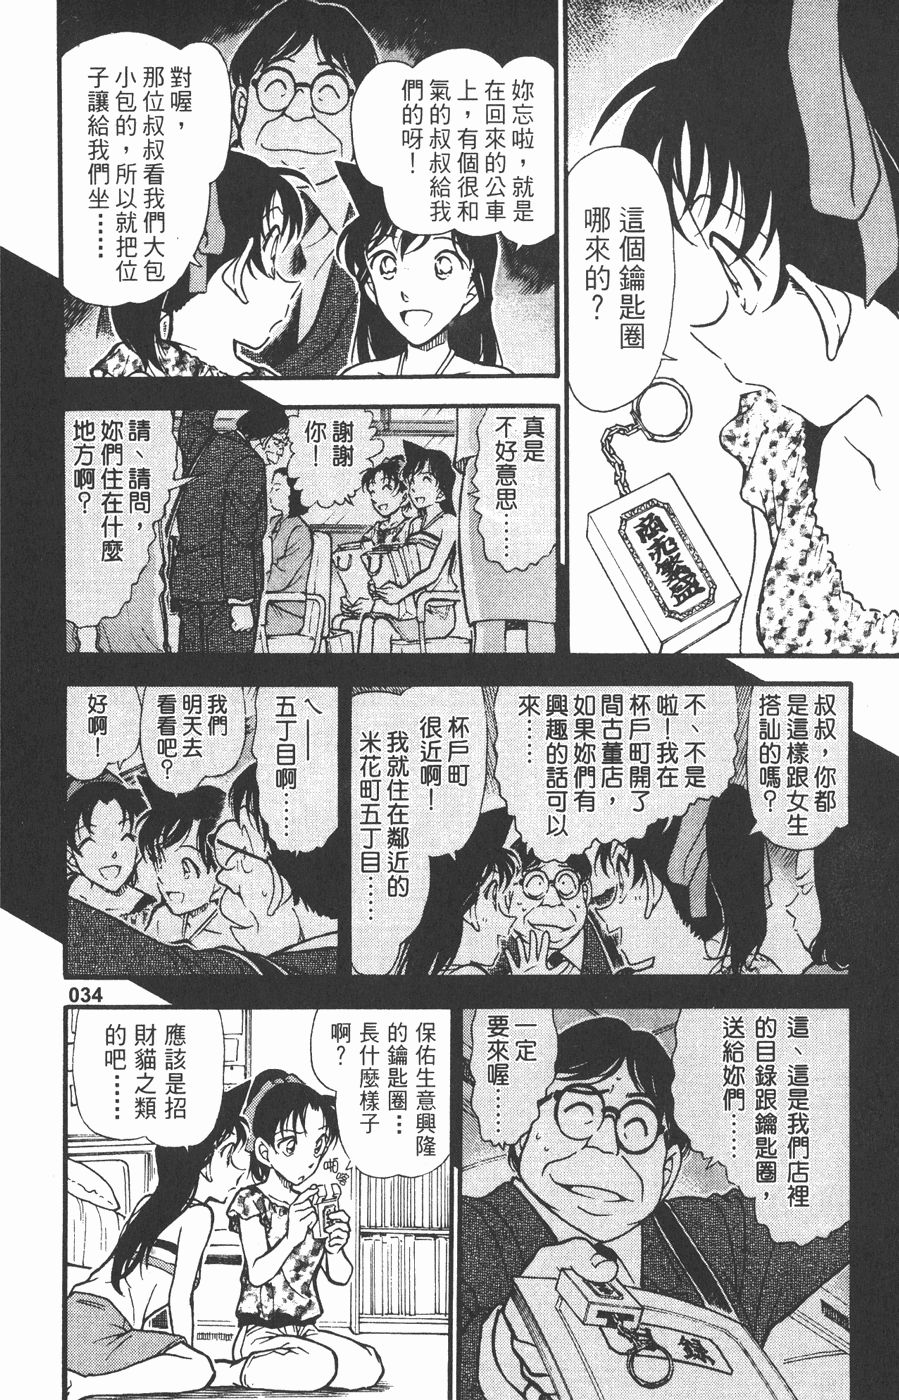 這個鑰匙圈
哪來的?
商売繁盛
妳忘啦，就是
在回來的公車
上，有個很和
氣的叔叔給我
們的呀！
對喔，
那位叔叔看我們大包
小包的，所以就把位
子讓給我們坐……
真是
不好意思……
謝謝
你！
請、請問，
妳們住在什麼
地方啊？
叔叔，你都
是這樣跟女生
搭訕的嗎？
不、不是
啦！我在
杯戶町開了
間古董店，
如果妳們有
興趣的話可以
來……
杯戶町
很近啊！
我就住在鄰近的
米花町五丁目……
ㄟ——
五丁目啊……
我們
明天去
看看吧？
好啊！
這、這是我們店裡
的目錄跟鑰匙圈，
送給妳們……
一定
要來喔……
目錄
保佑生意興隆
的鑰匙圈…
長什麼樣子
啊？
啪
應該是招
財貓之類
的吧……
034